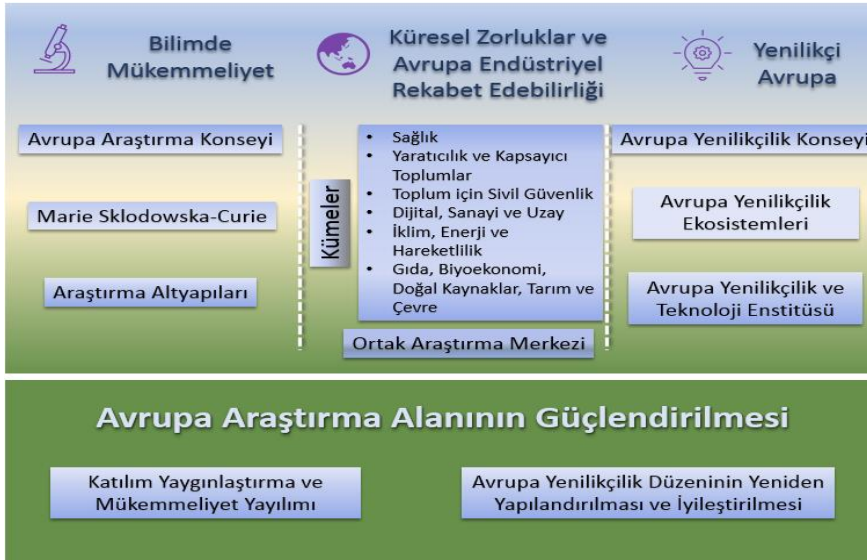 Bilimde
Mükemmeliyet
Avrupa Araştırma Konseyi
Marie Sklodowska-Curie
Araştırma Altyapıları
Küresel Zorluklar ve
Avrupa Endüstriyel
Rekabet Edebilirliği
Kümeler
• Sağlık
• Yaratıcılık ve Kapsayıcı
Toplumlar
• Toplum için Sivil Güvenlik
• Dijital, Sanayi ve Uzay
• İklim, Enerji ve
Hareketlilik
• Gıda, Biyoekonomi,
Doğal Kaynaklar, Tarım ve
Çevre
Ortak Araştırma Merkezi
Yenilikçi
Avrupa
Avrupa Yenilikçilik Konseyi
Avrupa Yenilikçilik
Ekosistemleri
Avrupa Yenilikçilik ve
Teknoloji Enstitüsü
Avrupa Araştırma Alanının Güçlendirilmesi
Katılım Yaygınlaştırma ve
Mükemmeliyet Yayılımı
Avrupa Yenilikçilik Düzeninin Yeniden
Yapılandırılması ve İyileştirilmesi